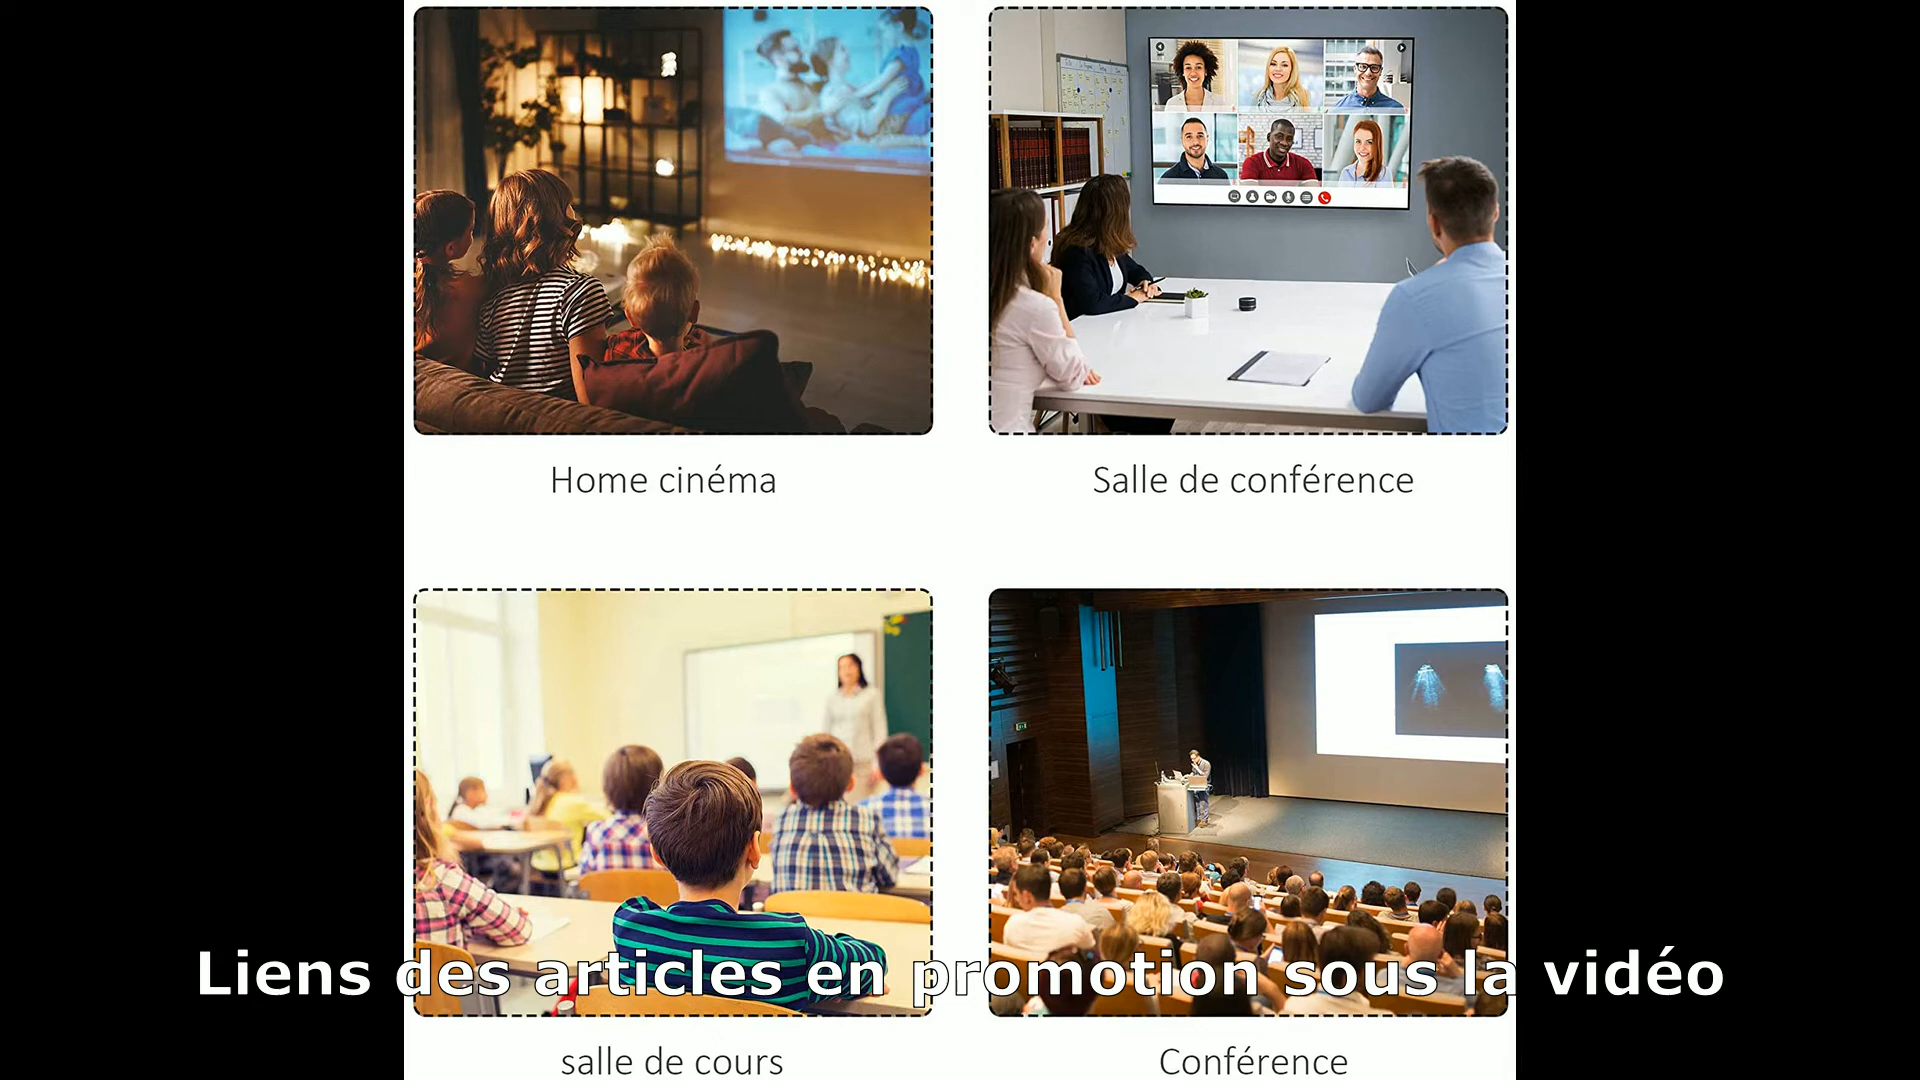 Home cinéma
Salle de conférence
salle de cours
Conférence
Liens des articles en promotion sous la vidéo